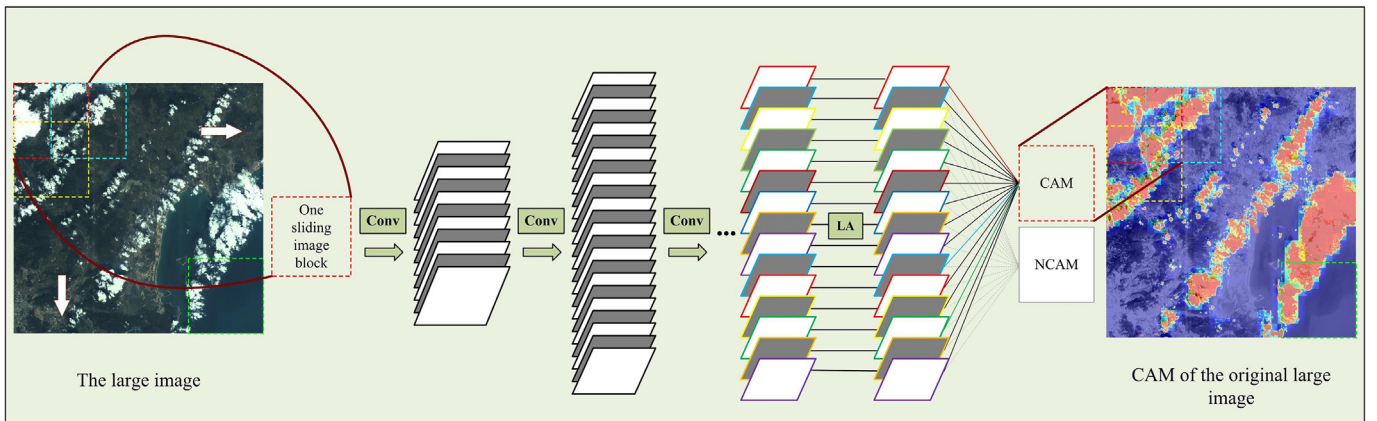 The large image
One
sliding
image
block
Conv
Conv
Conv
...
LA
CAM
NCAM
CAM of the original large
image